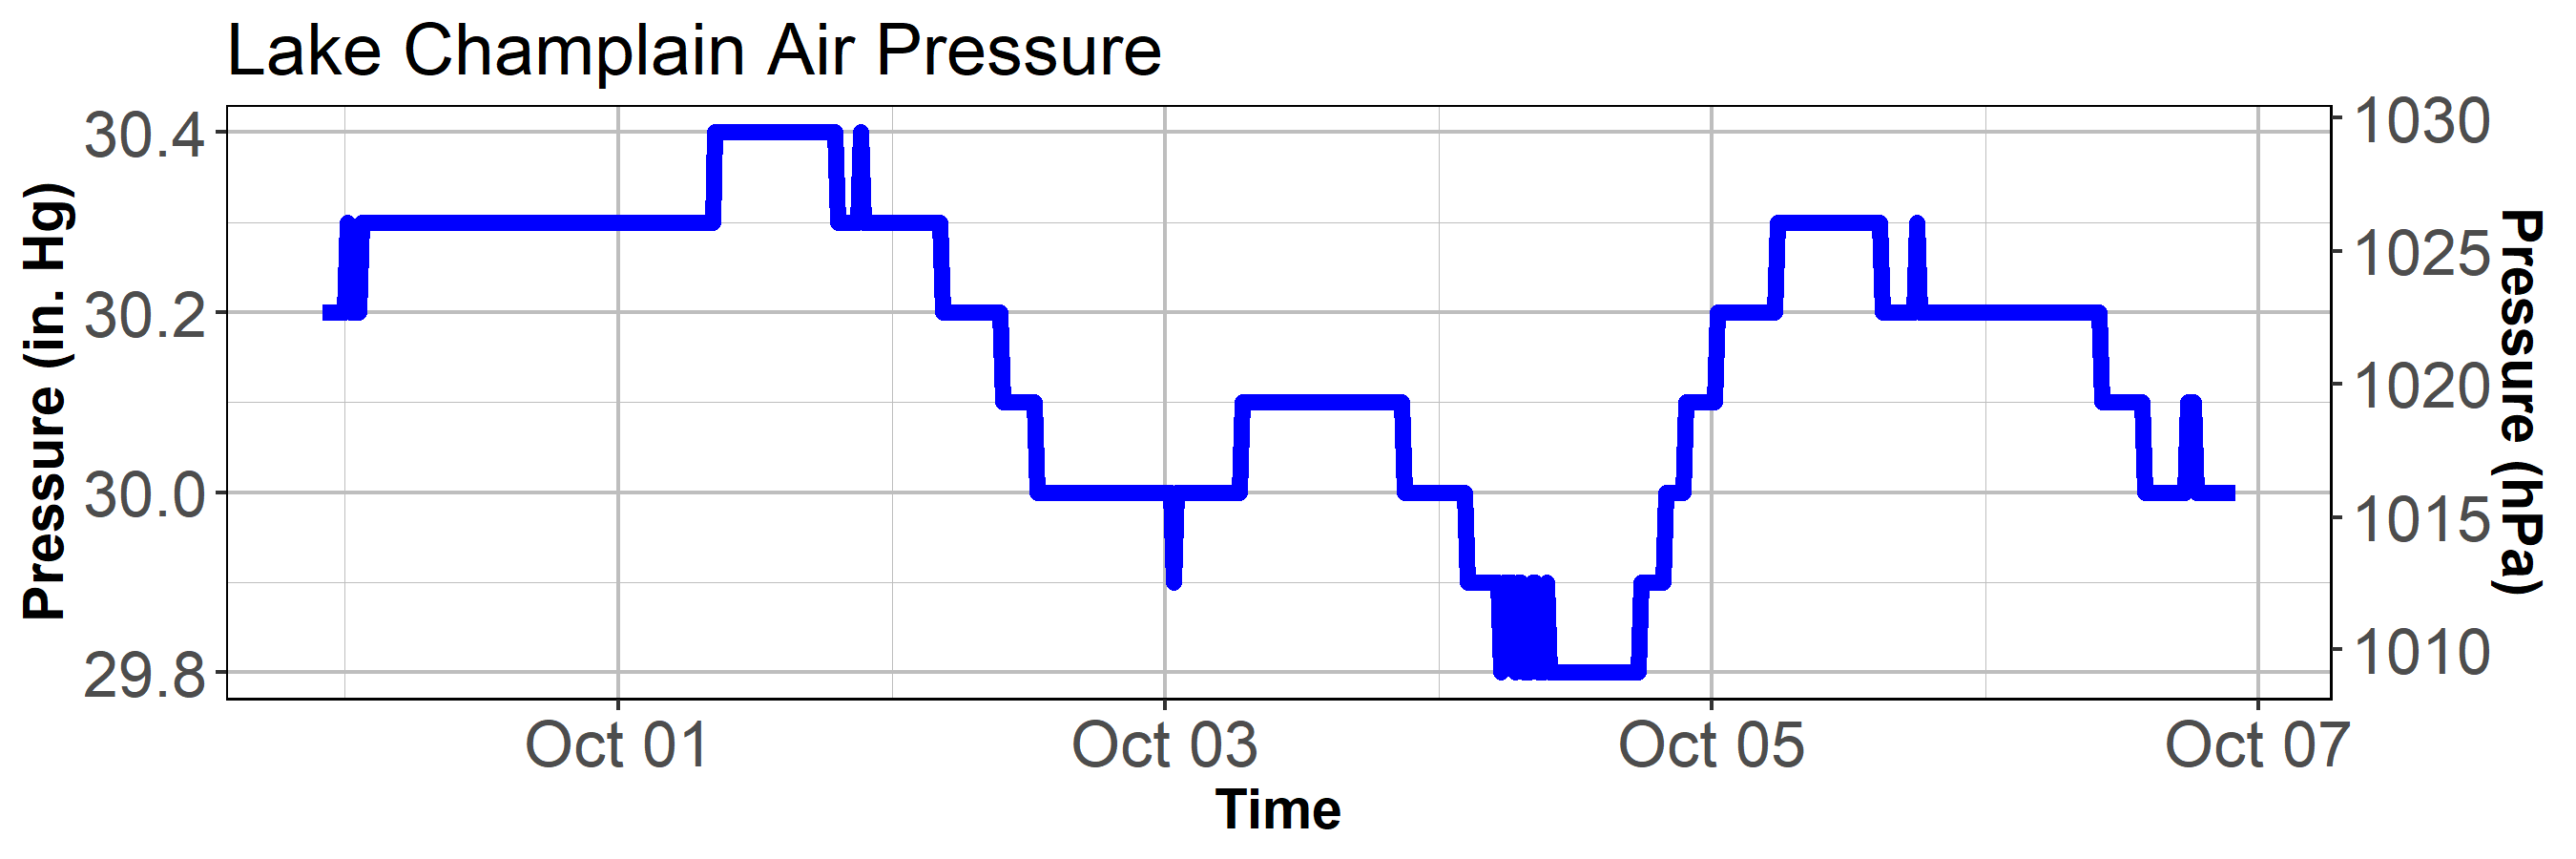 Lake Champlain Air Pressure
Pressure (in. Hg)
30.4
30.2
30.0
29.8
1030
1025
1020
1015
1010
Pressure (hPa)
Oct 01 Oct 03 Oct 05 Oct 07
Time